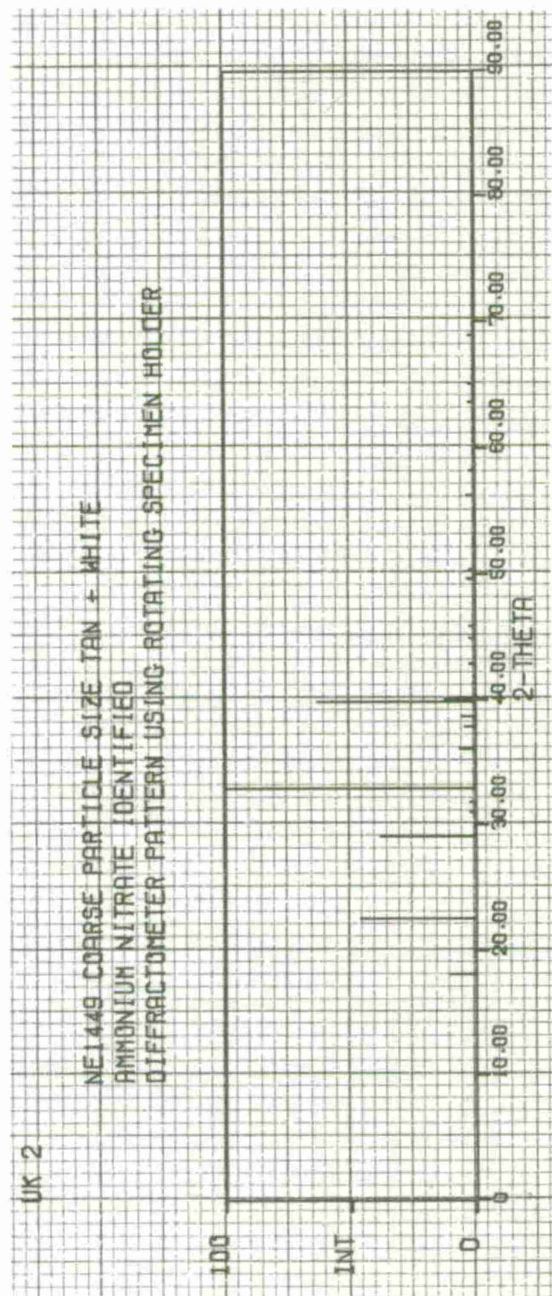 UK 2
NE1449 COARSE PARTICLE SIZE TAN + WHITE
AMMONIUM NITRATE IDENTIFIED
DIFFRACTOMETER PATTERN USING ROTATING SPECIMEN HOLDER
100
INT
0
0 10.00 20.00 30.00 40.00 50.00 60.00 70.00 80.00 90.00
2-THETA